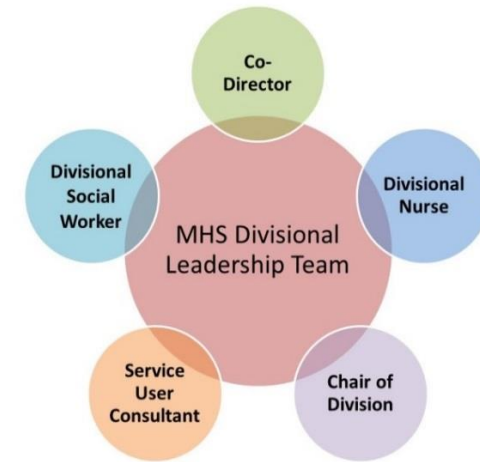 Co-
Director
Divisional
Social
Worker
Divisional
Nurse
MHS Divisional
Leadership Team
Service
User
Consultant
Chair of
Division